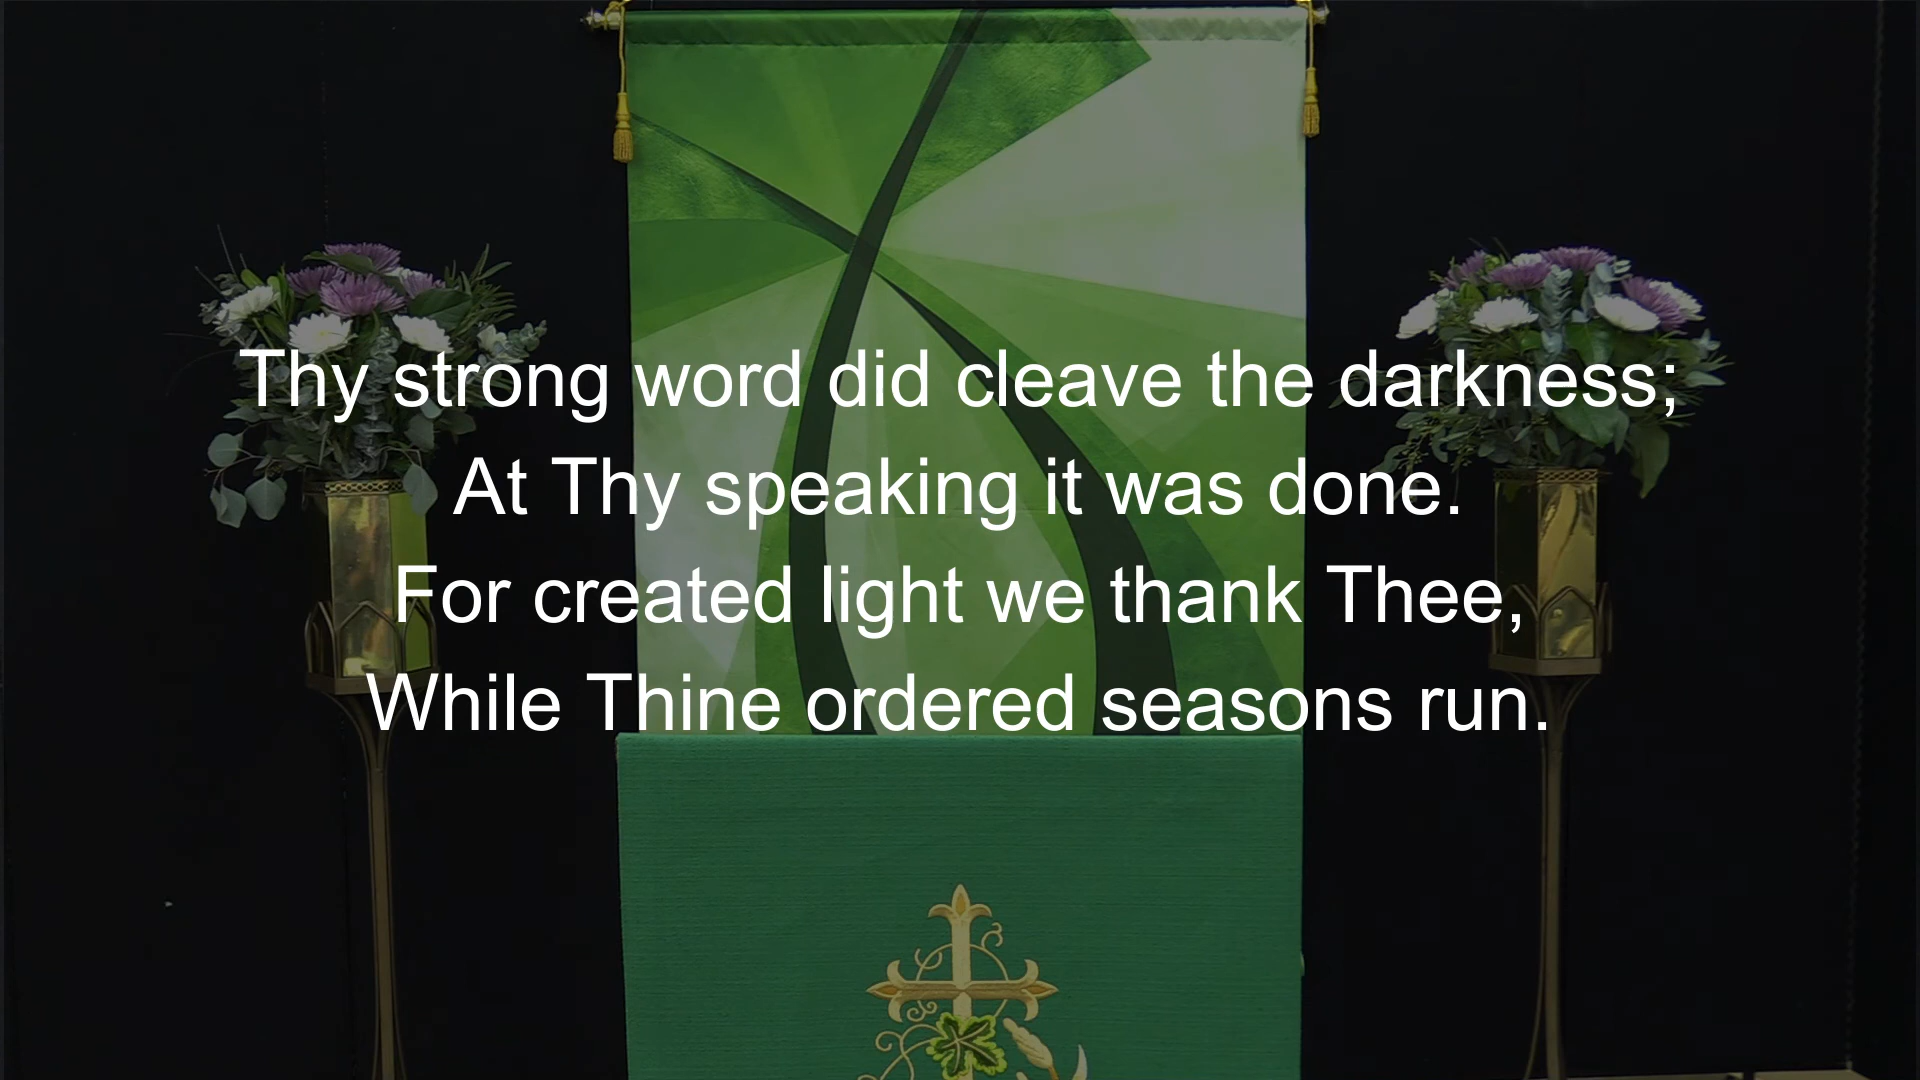 Thy strong word did cleave the darkness;
At Thy speaking it was done.
For created light we thank Thee,
While Thine ordered seasons run.